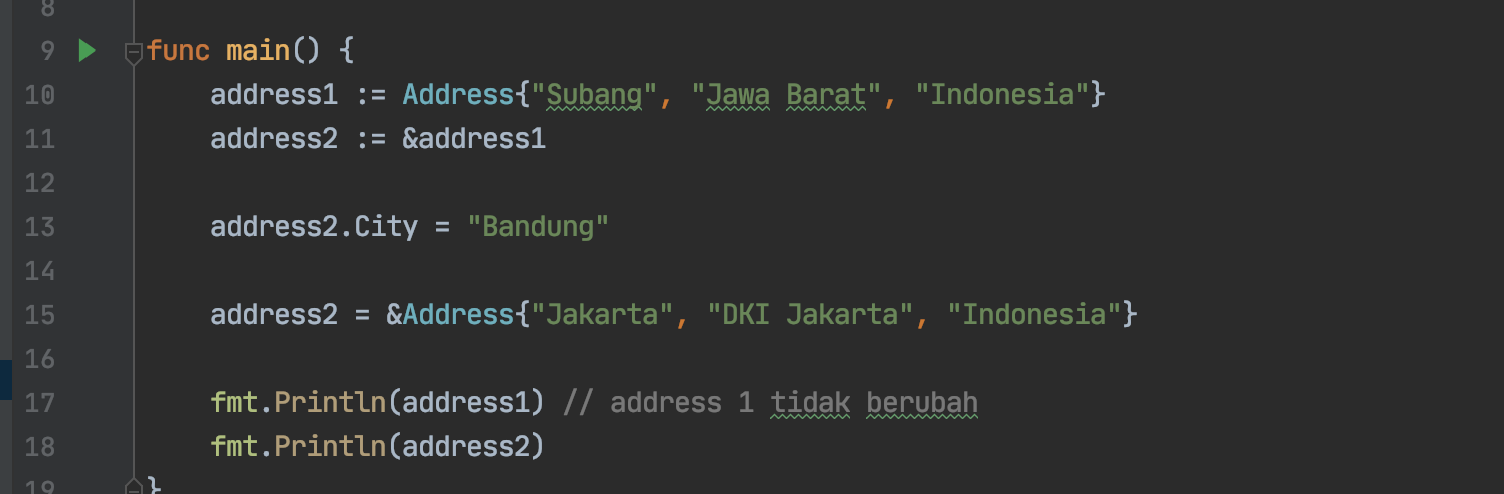 8
9 func main() {
10 address1 := Address{"Subang", "Jawa Barat", "Indonesia"}
11 address2 := &address1
12
13 address2.City = "Bandung"
14
15 address2 = &Address{"Jakarta", "DKI Jakarta", "Indonesia"}
16
17 fmt.Println(address1) // address 1 tidak berubah
18 fmt.Println(address2)
19 }